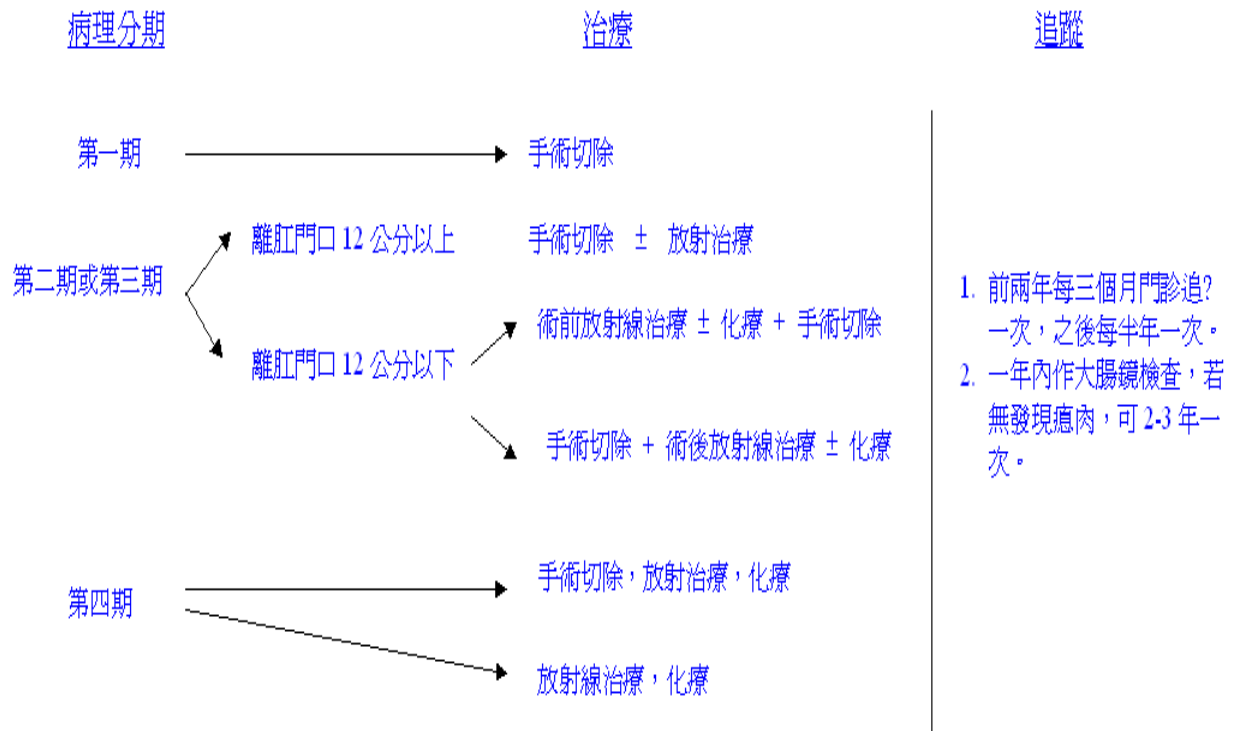 病理分期
治療
追蹤
第一期
手術切除
第二期或第三期
離肛門口 12 公分以上
手術切除 ± 放射治療
離肛門口 12 公分以下
術前放射線治療 ± 化療 + 手術切除
手術切除 + 術後放射線治療 ± 化療
第四期
手術切除，放射治療，化療
放射線治療，化療
1. 前兩年每三個月門診追?
一次，之後每半年一次。
2. 一年內作大腸鏡檢查，若
無發現瘜肉，可 2-3 年一
次。